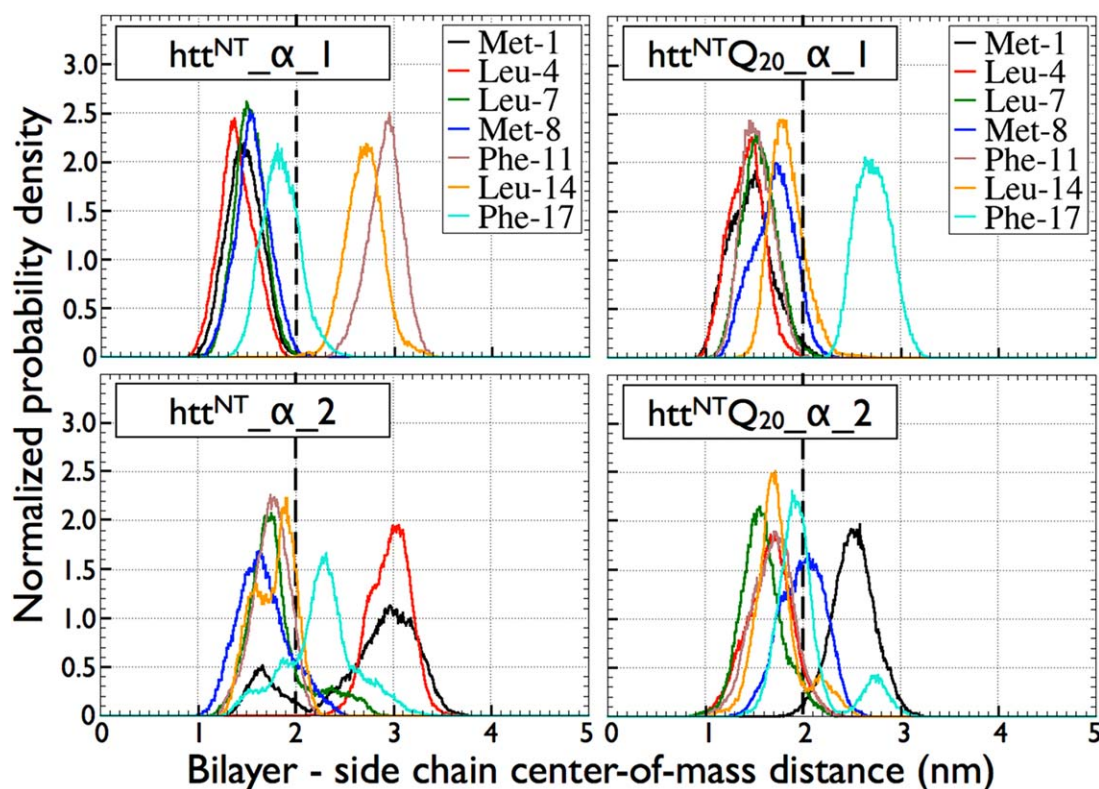 Normalized probability density
htt^NT_α_1
3.0
2.5
2.0
1.5
1.0
0.5
0
Met-1
Leu-4
Leu-7
Met-8
Phe-11
Leu-14
Phe-17
htt^NTQ_20_α_1
Met-1
Leu-4
Leu-7
Met-8
Phe-11
Leu-14
Phe-17
htt^NT_α_2
3.0
2.5
2.0
1.5
1.0
0.5
0
0 1 2 3 4 5
htt^NTQ_20_α_2
1 2 3 4 5
Bilayer - side chain center-of-mass distance (nm)